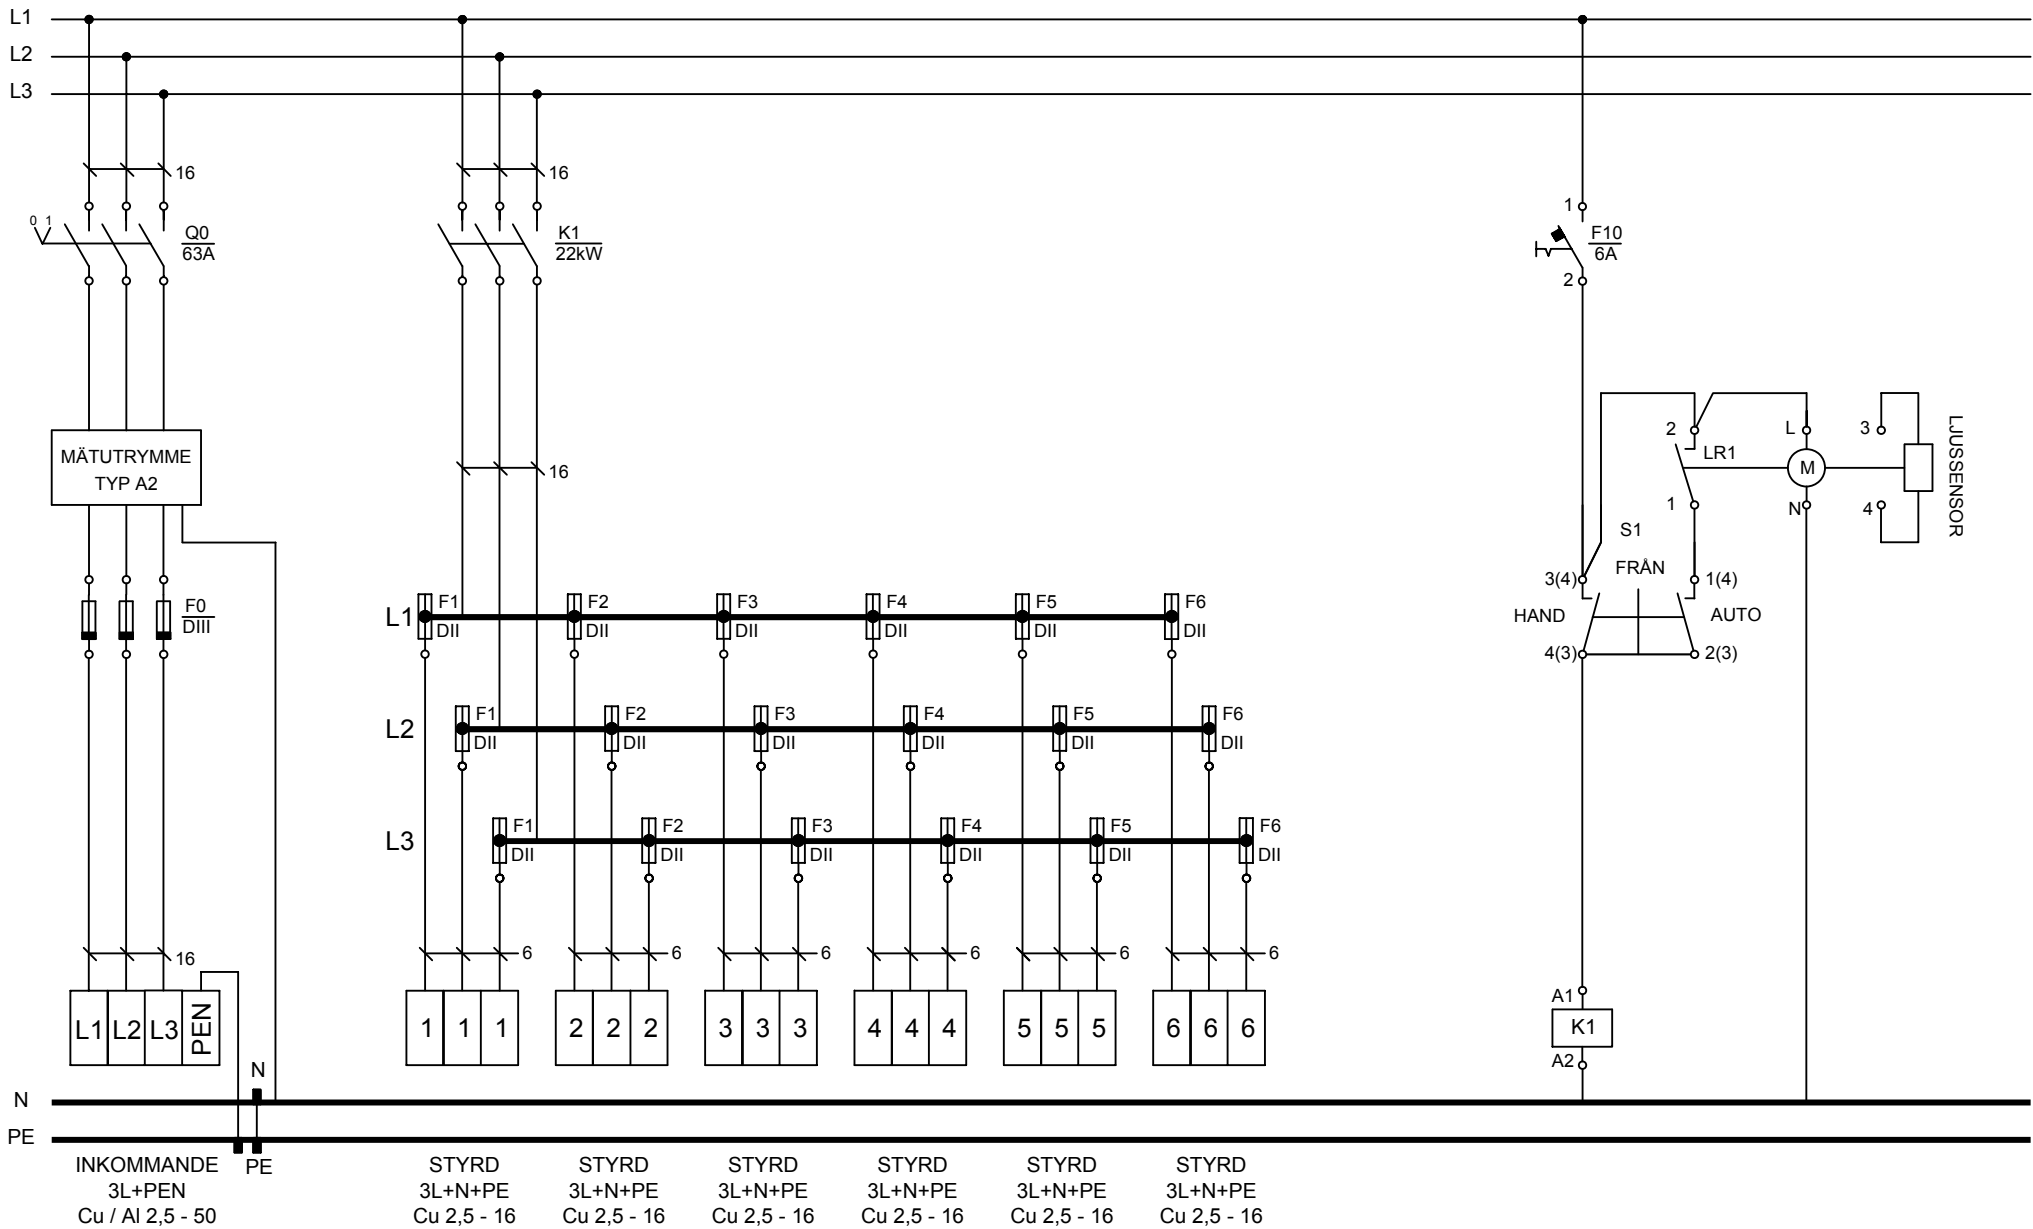 L1
L2
L3
16
16
0 1
Q0
63A
K1
22kW
1
F10
6A
2
MÄTUTRYMME
TYP A2
16
2
LR1
1
L
M
N
3
4
LJUSSENSOR
S1
FRÅN
3(4)
1(4)
HAND
AUTO
4(3)
2(3)
F0
DIII
L1
F1
DII
F2
DII
F3
DII
F4
DII
F5
DII
F6
DII
L2
F1
DII
F2
DII
F3
DII
F4
DII
F5
DII
F6
DII
L3
F1
DII
F2
DII
F3
DII
F4
DII
F5
DII
F6
DII
16
6
6
6
6
6
6
L1 L2 L3 PEN
1 1 1
2 2 2
3 3 3
4 4 4
5 5 5
6 6 6
A1
K1
A2
N
N
PE
PE
INKOMMANDE
3L+PEN
Cu / Al 2,5 - 50
STYRD
3L+N+PE
Cu 2,5 - 16
STYRD
3L+N+PE
Cu 2,5 - 16
STYRD
3L+N+PE
Cu 2,5 - 16
STYRD
3L+N+PE
Cu 2,5 - 16
STYRD
3L+N+PE
Cu 2,5 - 16
STYRD
3L+N+PE
Cu 2,5 - 16